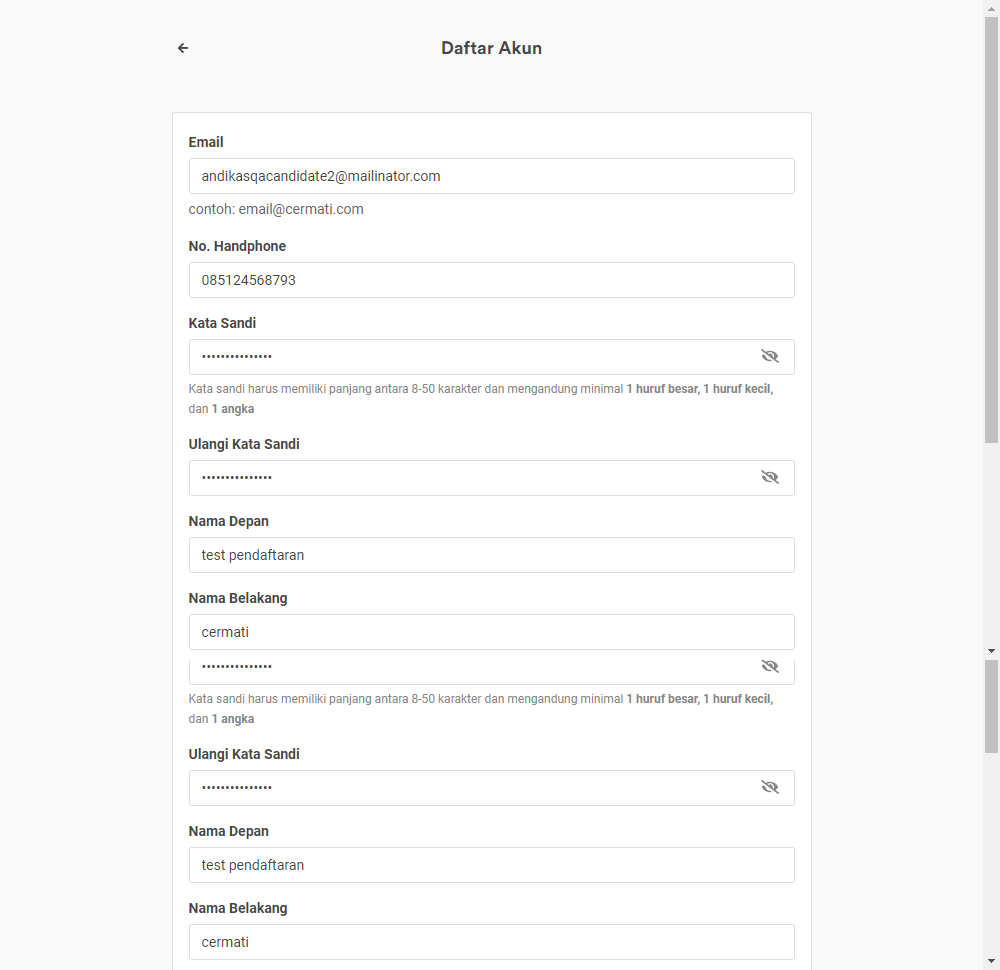 Daftar Akun
Email
andikasqacandidate2@mailinator.com
contoh: email@cermati.com
No. Handphone
085124568793
Kata Sandi
•••••••••••••••
Kata sandi harus memiliki panjang antara 8-50 karakter dan mengandung minimal 1 huruf besar, 1 huruf kecil,
dan 1 angka
Ulangi Kata Sandi
•••••••••••••••
Nama Depan
test pendaftaran
Nama Belakang
cermati
•••••••••••••••
Kata sandi harus memiliki panjang antara 8-50 karakter dan mengandung minimal 1 huruf besar, 1 huruf kecil,
dan 1 angka
Ulangi Kata Sandi
•••••••••••••••
Nama Depan
test pendaftaran
Nama Belakang
cermati